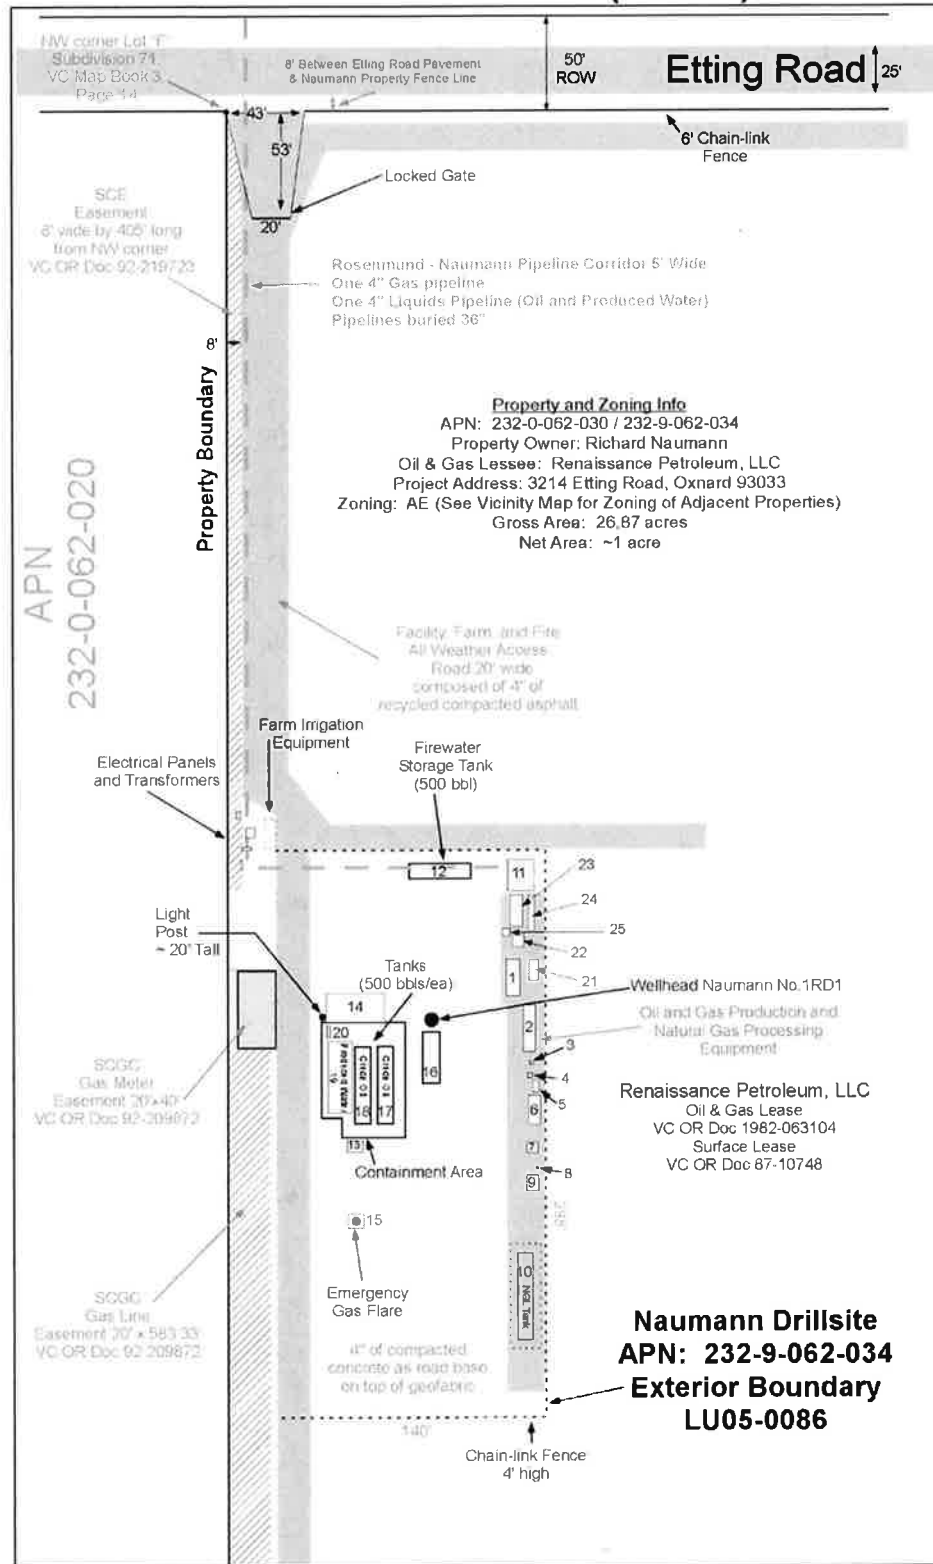 NW corner Lot "F"
Subdivision 71
VC Map Book 3
Page 14
8' Between Etting Road Pavement
& Naumann Property Fence Line
50'
ROW
Etting Road
25'
43'
53'
20'
6' Chain-link
Fence
Locked Gate
SCE
Easement
8' wide by 405' long
from NW corner
VC OR Doc 92-219723
Rosenmund - Naumann Pipeline Corridor 5' Wide
One 4" Gas pipeline
One 4" Liquids Pipeline (Oil and Produced Water)
Pipelines buried 36"
8'
Property Boundary
APN
232-0-062-020
Property and Zoning Info
APN: 232-0-062-030 / 232-9-062-034
Property Owner: Richard Naumann
Oil & Gas Lessee: Renaissance Petroleum, LLC
Project Address: 3214 Etting Road, Oxnard 93033
Zoning: AE (See Vicinity Map for Zoning of Adjacent Properties)
Gross Area: 26.87 acres
Net Area: ~1 acre
Facility, Farm, and Fire
All Weather Access
Road 20' wide
composed of 4" of
recycled compacted asphalt
Farm Irrigation
Equipment
Electrical Panels
and Transformers
Firewater
Storage Tank
(500 bbl)
12
11
23
24
25
22
21
1
2
3
4
5
6
7
8
9
Light
Post
~ 20' Tall
Tanks
(500 bbls/ea)
14
20
19
Produced Water
18
Crude Oil
17
Crude Oil
16
13
Wellhead Naumann No.1RD1
Oil and Gas Production and
Natural Gas Processing
Equipment
SCGC
Gas Meter
Easement 20'x40'
VC OR Doc 92-209872
Renaissance Petroleum, LLC
Oil & Gas Lease
VC OR Doc 1982-063104
Surface Lease
VC OR Doc 87-10748
Containment Area
15
Emergency
Gas Flare
10
NGL Tank
SCGC
Gas Line
Easement 20' x 583.33'
VC OR Doc 92-209872
4" of compacted
concrete as road base
on top of geofabric
Naumann Drillsite
APN: 232-9-062-034
Exterior Boundary
LU05-0086
140'
Chain-link Fence
4' high